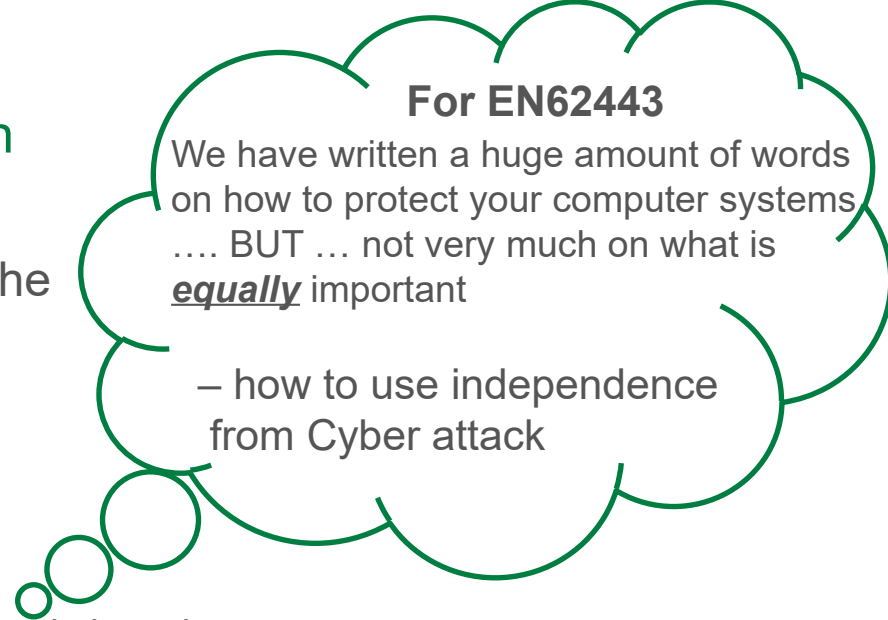 For EN62443
We have written a huge amount of words
on how to protect your computer systems
…. BUT … not very much on what is
equally important
he
– how to use independence
from Cyber attack